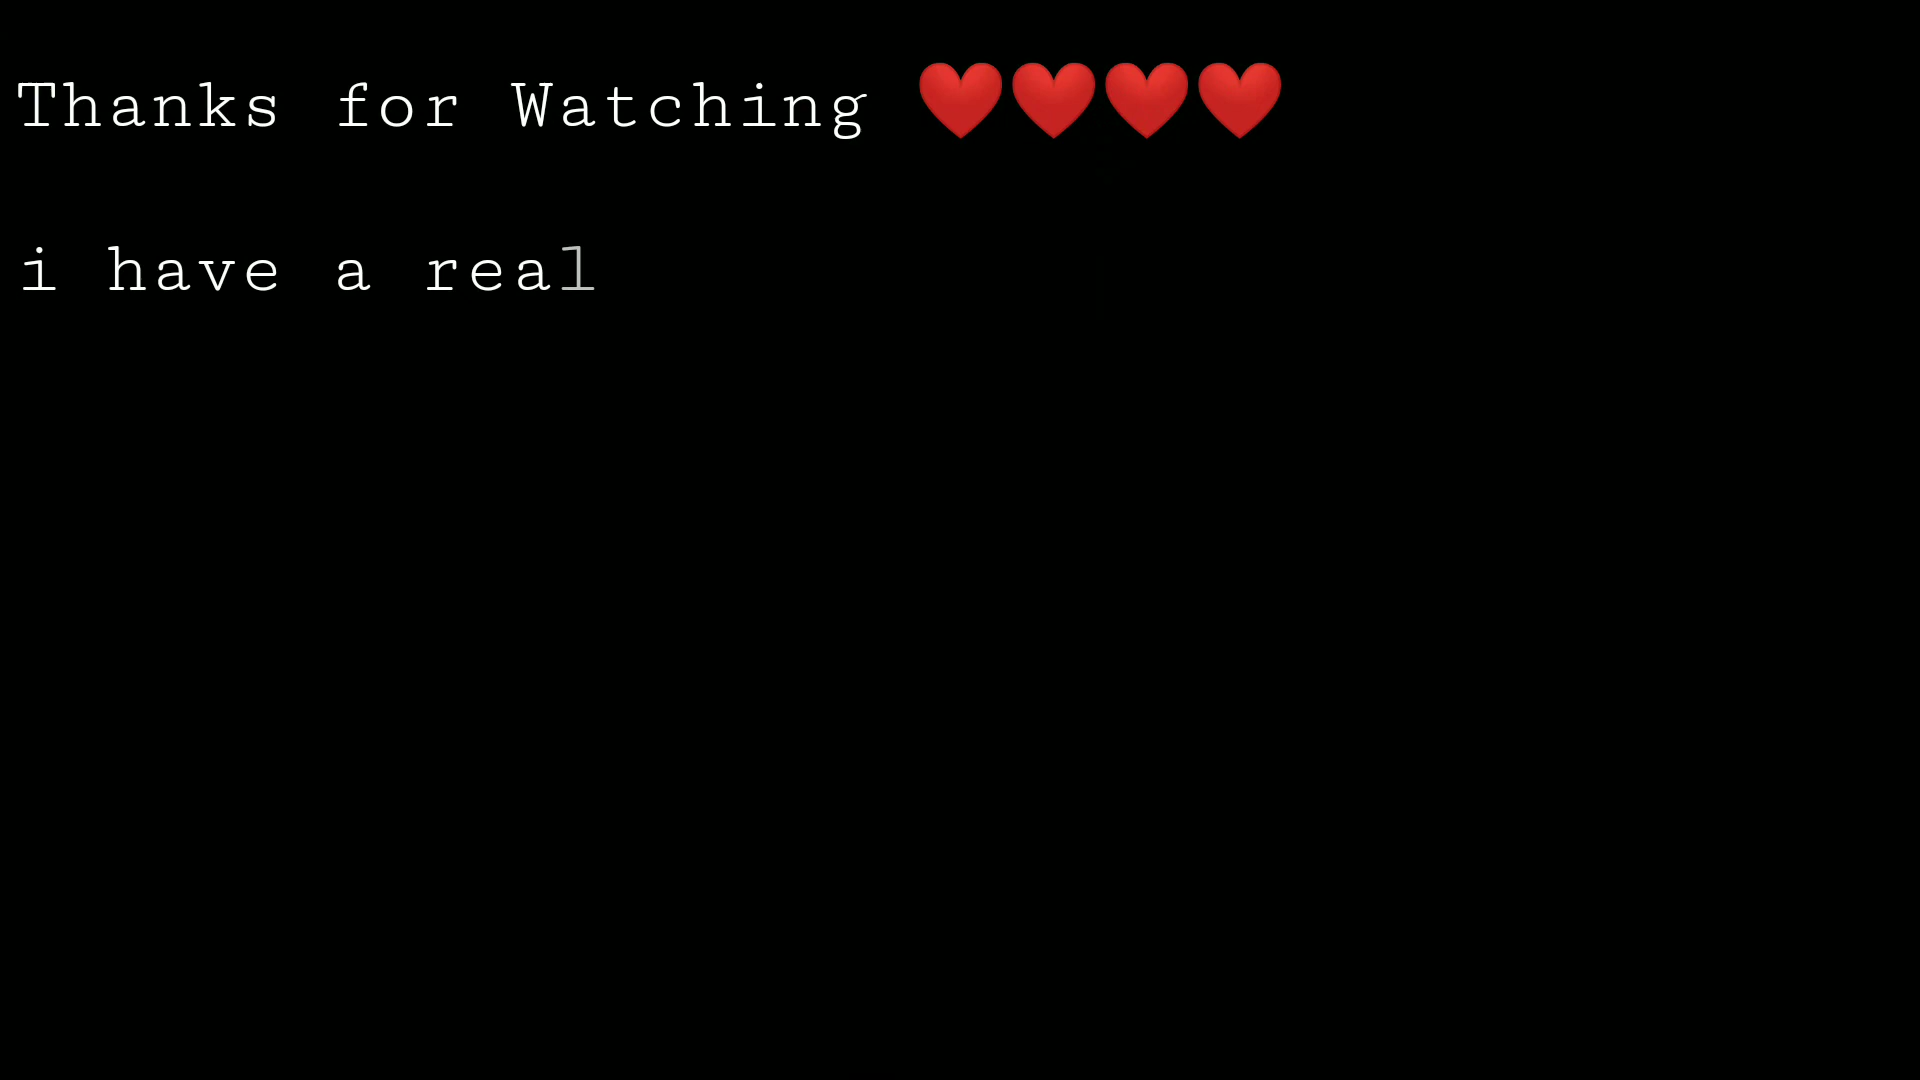 Thanks for Watching ❤️❤️❤️❤️
i have a real